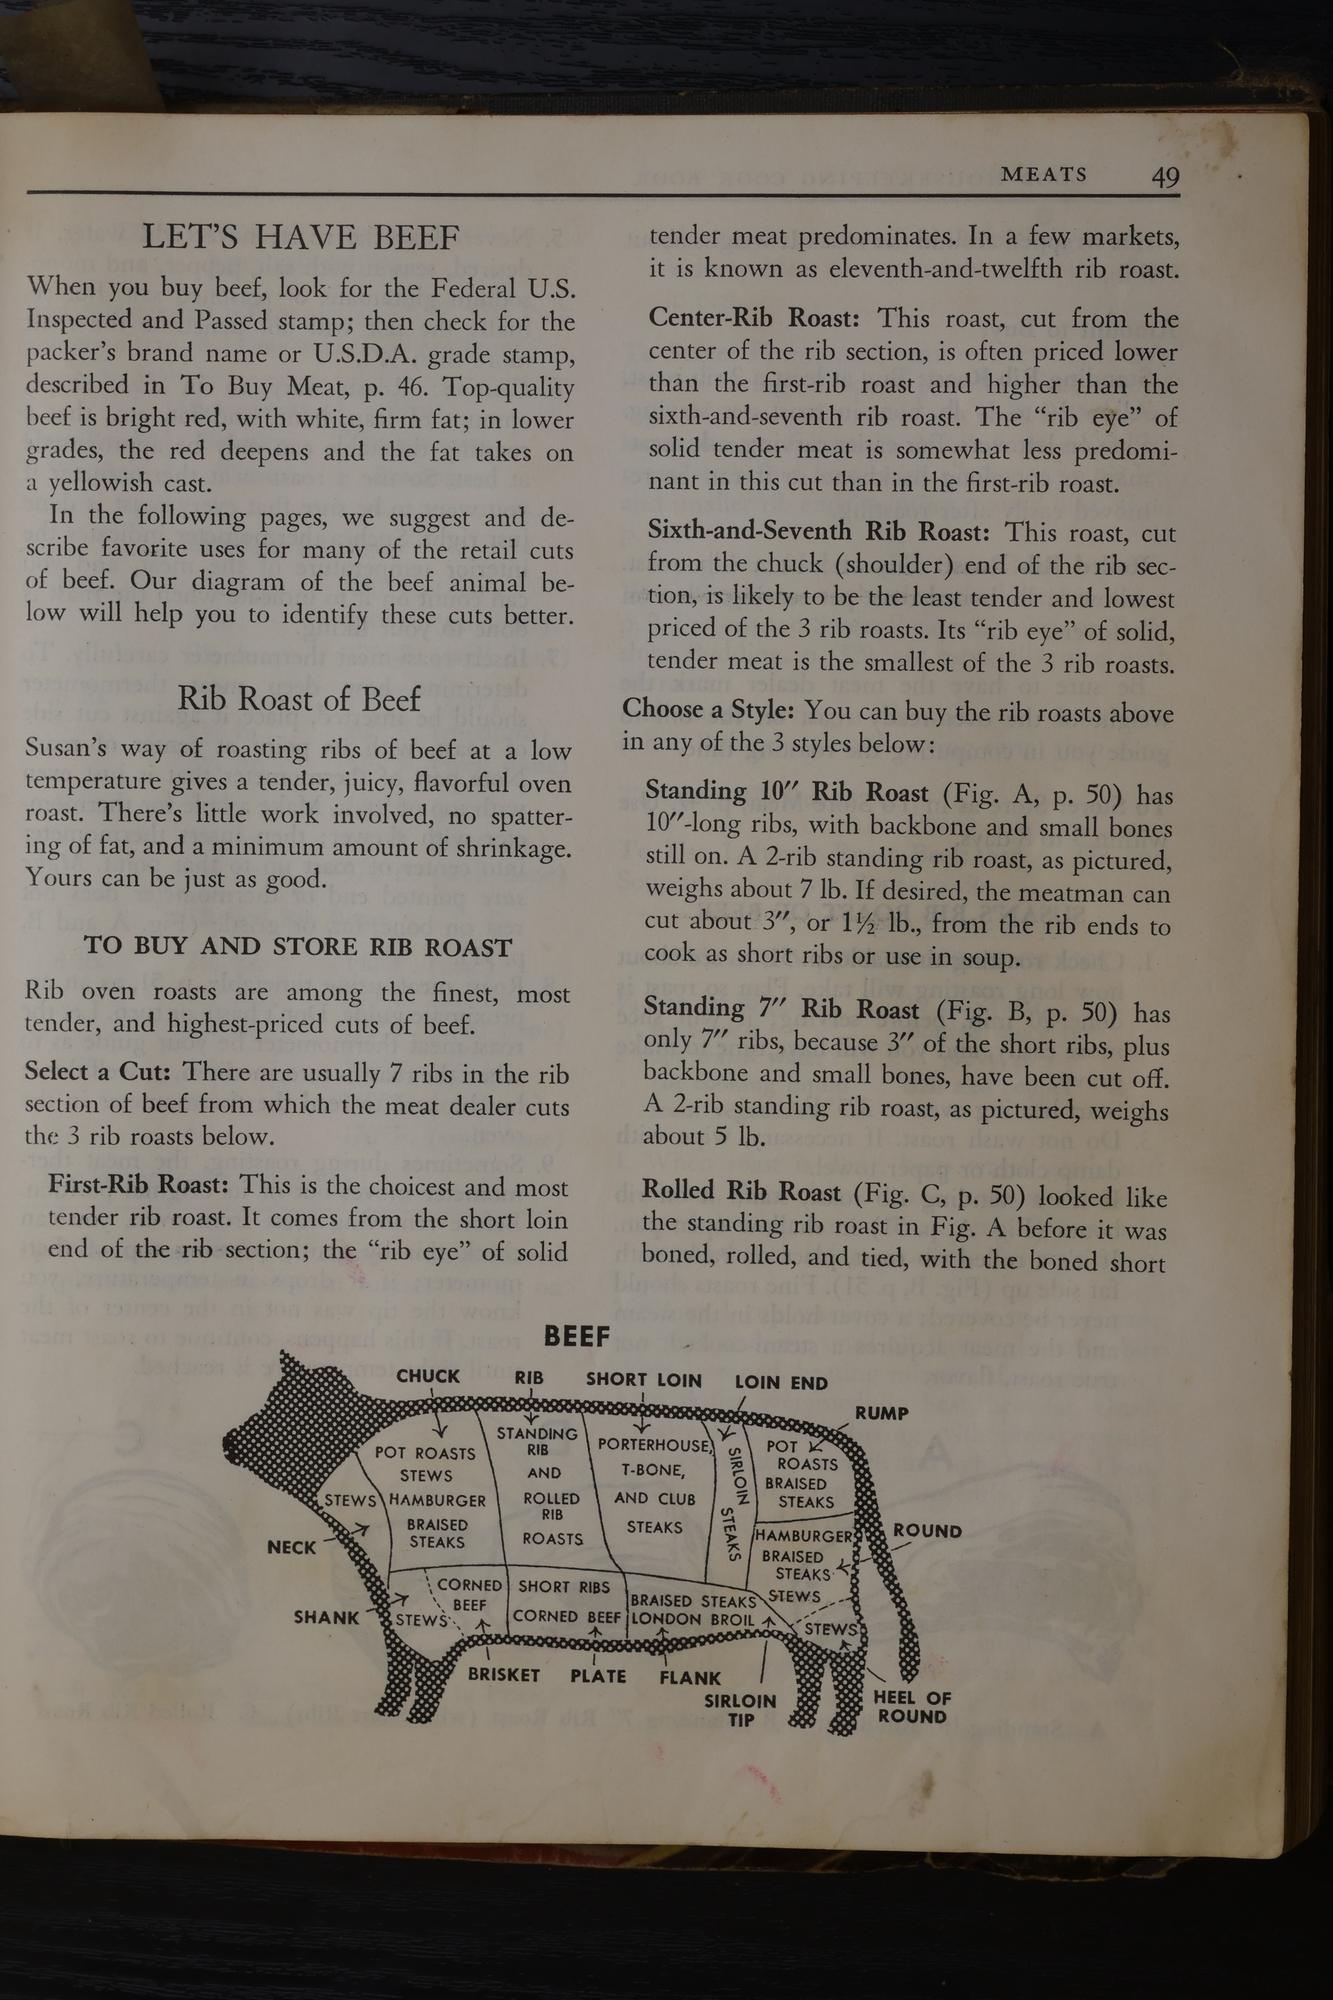 MEATS 49
LET'S HAVE BEEF
When you buy beef, look for the Federal U.S.
Inspected and Passed stamp; then check for the
packer's brand name or U.S.D.A. grade stamp,
described in To Buy Meat, p. 46. Top-quality
beef is bright red, with white, firm fat; in lower
grades, the red deepens and the fat takes on
a yellowish cast.
In the following pages, we suggest and de-
scribe favorite uses for many of the retail cuts
of beef. Our diagram of the beef animal be-
low will help you to identify these cuts better.
Rib Roast of Beef
Susan's way of roasting ribs of beef at a low
temperature gives a tender, juicy, flavorful oven
roast. There's little work involved, no spatter-
ing of fat, and a minimum amount of shrinkage.
Yours can be just as good.
TO BUY AND STORE RIB ROAST
Rib oven roasts are among the finest, most
tender, and highest-priced cuts of beef.
Select a Cut: There are usually 7 ribs in the rib
section of beef from which the meat dealer cuts
the 3 rib roasts below.
First-Rib Roast: This is the choicest and most
tender rib roast. It comes from the short loin
end of the rib section; the "rib eye" of solid
tender meat predominates. In a few markets,
it is known as eleventh-and-twelfth rib roast.
Center-Rib Roast: This roast, cut from the
center of the rib section, is often priced lower
than the first-rib roast and higher than the
sixth-and-seventh rib roast. The "rib eye" of
solid tender meat is somewhat less predomi-
nant in this cut than in the first-rib roast.
Sixth-and-Seventh Rib Roast: This roast, cut
from the chuck (shoulder) end of the rib sec-
tion, is likely to be the least tender and lowest
priced of the 3 rib roasts. Its "rib eye" of solid,
tender meat is the smallest of the 3 rib roasts.
Choose a Style: You can buy the rib roasts above
in any of the 3 styles below:
Standing 10″ Rib Roast (Fig. A, p. 50) has
10″-long ribs, with backbone and small bones
still on. A 2-rib standing rib roast, as pictured,
weighs about 7 lb. If desired, the meatman can
cut about 3″, or 1½ lb., from the rib ends to
cook as short ribs or use in soup.
Standing 7″ Rib Roast (Fig. B, p. 50) has
only 7″ ribs, because 3″ of the short ribs, plus
backbone and small bones, have been cut off.
A 2-rib standing rib roast, as pictured, weighs
about 5 lb.
Rolled Rib Roast (Fig. C, p. 50) looked like
the standing rib roast in Fig. A before it was
boned, rolled, and tied, with the boned short
BEEF
CHUCK
RIB
SHORT LOIN
LOIN END
RUMP
POT ROASTS
STEWS
HAMBURGER
BRAISED
STEAKS
STANDING
RIB
AND
ROLLED
RIB
ROASTS
PORTERHOUSE,
T-BONE,
AND CLUB
STEAKS
SIRLOIN
STEAKS
POT
ROASTS
BRAISED
STEAKS
STEWS
NECK
HAMBURGER
BRAISED
STEAKS
STEWS
ROUND
SHANK
STEWS
CORNED
BEEF
SHORT RIBS
CORNED BEEF
BRAISED STEAKS
LONDON BROIL
STEWS
BRISKET
PLATE
FLANK
SIRLOIN
TIP
HEEL OF
ROUND